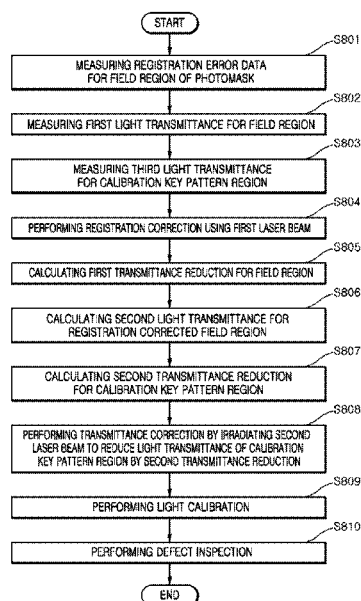 START
S801
MEASURING REGISTRATION ERROR DATA
FOR FIELD REGION OF PHOTOMASK
S802
MEASURING FIRST LIGHT TRANSMITTANCE FOR FIELD REGION
S803
MEASURING THIRD LIGHT TRANSMITTANCE
FOR CALIBRATION KEY PATTERN REGION
S804
PERFORMING REGISTRATION CORRECTION USING FIRST LASER BEAM
S805
CALCULATING FIRST TRANSMITTANCE REDUCTION FOR FIELD REGION
S806
CALCULATING SECOND LIGHT TRANSMITTANCE FOR
REGISTRATION CORRECTED FIELD REGION
S807
CALCULATING SECOND TRANSMITTANCE REDUCTION
FOR CALIBRATION KEY PATTERN REGION
S808
PERFORMING TRANSMITTANCE CORRECTION BY IRRADIATING SECOND
LASER BEAM TO REDUCE LIGHT TRANSMITTANCE OF CALIBRATION
KEY PATTERN REGION BY SECOND TRANSMITTANCE REDUCTION
S809
PERFORMING LIGHT CALIBRATION
S810
PERFORMING DEFECT INSPECTION
END